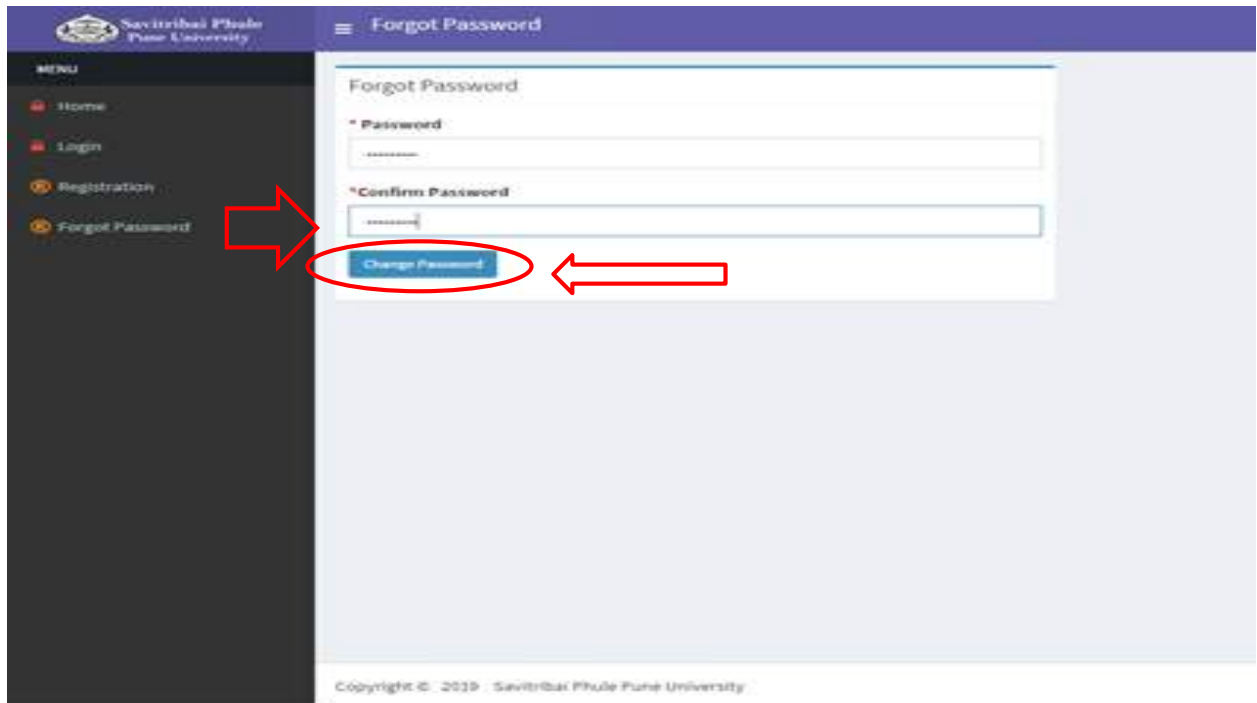 Savitribai Phule
Pune University
Forgot Password
MENU
Home
Login
Registration
Forgot Password
Forgot Password
* Password
*Confirm Password
Change Password
Copyright © 2019 Savitribai Phule Pune University